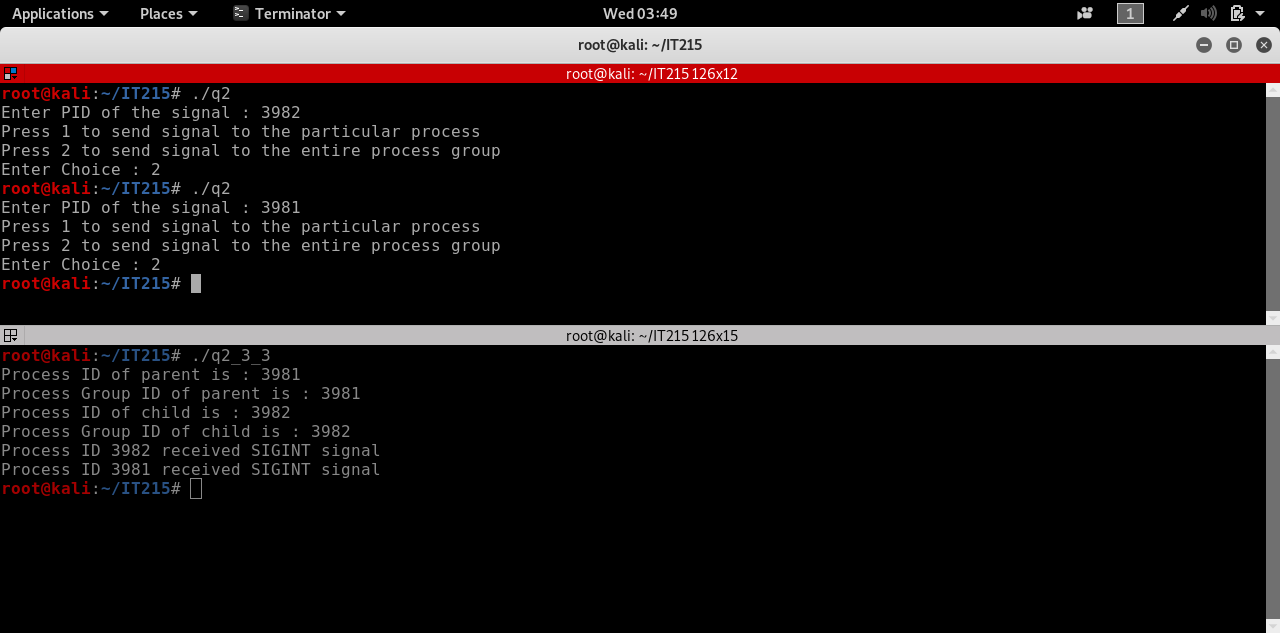 Applications Places Terminator Wed 03:49 1
root@kali: ~/IT215
root@kali: ~/IT215 126x12
root@kali:~/IT215# ./q2
Enter PID of the signal : 3982
Press 1 to send signal to the particular process
Press 2 to send signal to the entire process group
Enter Choice : 2
root@kali:~/IT215# ./q2
Enter PID of the signal : 3981
Press 1 to send signal to the particular process
Press 2 to send signal to the entire process group
Enter Choice : 2
root@kali:~/IT215#
root@kali: ~/IT215 126x15
root@kali:~/IT215# ./q2_3_3
Process ID of parent is : 3981
Process Group ID of parent is : 3981
Process ID of child is : 3982
Process Group ID of child is : 3982
Process ID 3982 received SIGINT signal
Process ID 3981 received SIGINT signal
root@kali:~/IT215#